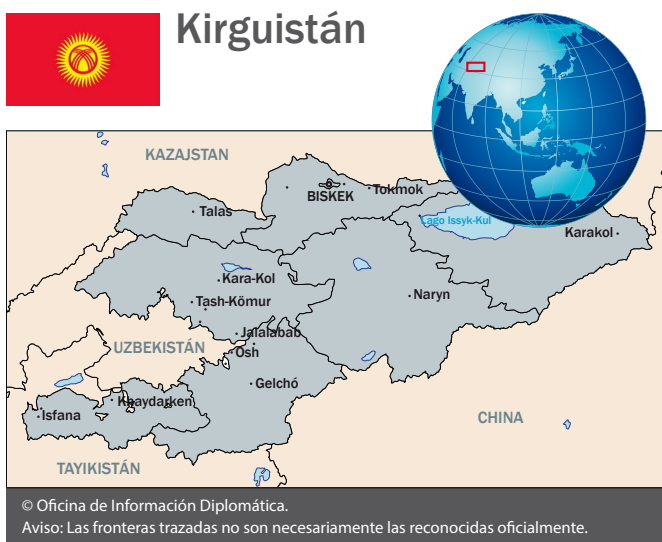 Kirguistán
KAZAJSTAN
BISKEK
Tokmok
Talas
Lago Issyk-Kul
Karakol
Kara-Kol
Naryn
Tash-Kömur
Jalalabab
UZBEKISTÁN
Osh
Gelchó
Khaydarken
Isfana
CHINA
TAYIKISTÁN
© Oficina de Información Diplomática.
Aviso: Las fronteras trazadas no son necesariamente las reconocidas oficialmente.